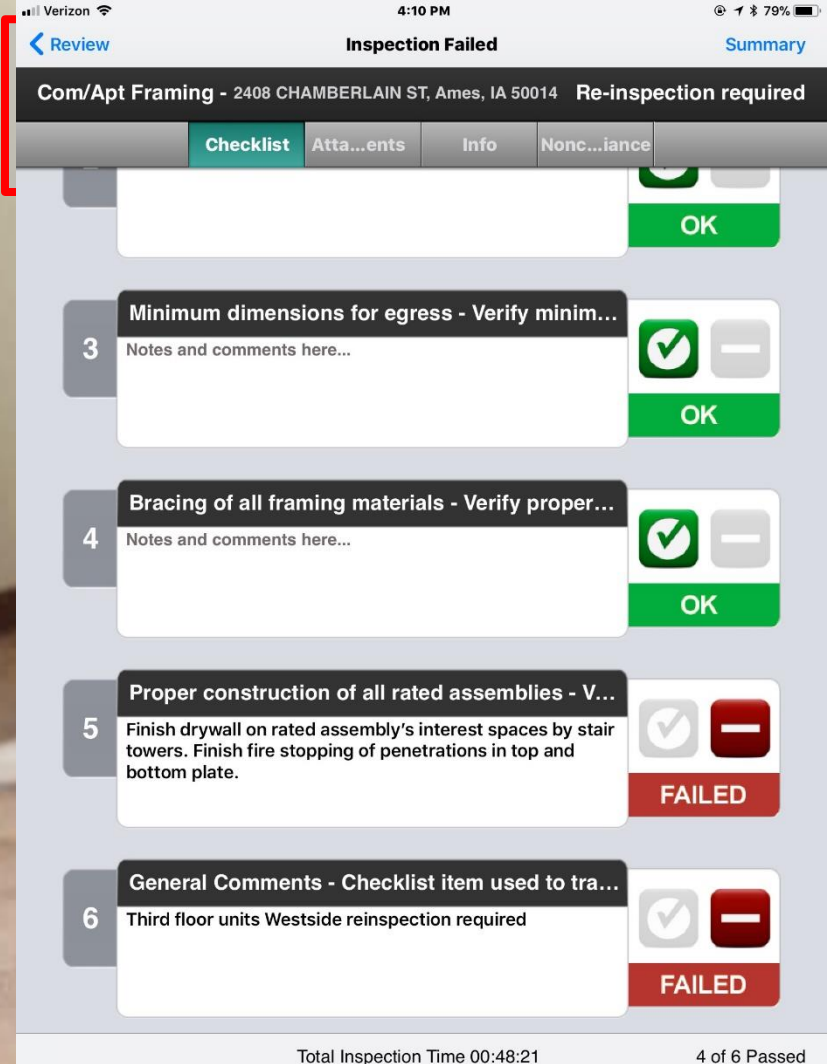 Verizon 4:10 PM 79%
Review Inspection Failed Summary
Com/Apt Framing - 2408 CHAMBERLAIN ST, Ames, IA 50014 Re-inspection required
Checklist Atta...ents Info Nonc...iance
OK
Minimum dimensions for egress - Verify minim...
3 Notes and comments here...
OK
Bracing of all framing materials - Verify proper...
4 Notes and comments here...
OK
Proper construction of all rated assemblies - V...
5 Finish drywall on rated assembly's interest spaces by stair
towers. Finish fire stopping of penetrations in top and
bottom plate.
FAILED
General Comments - Checklist item used to tra...
6 Third floor units Westside reinspection required
FAILED
Total Inspection Time 00:48:21 4 of 6 Passed